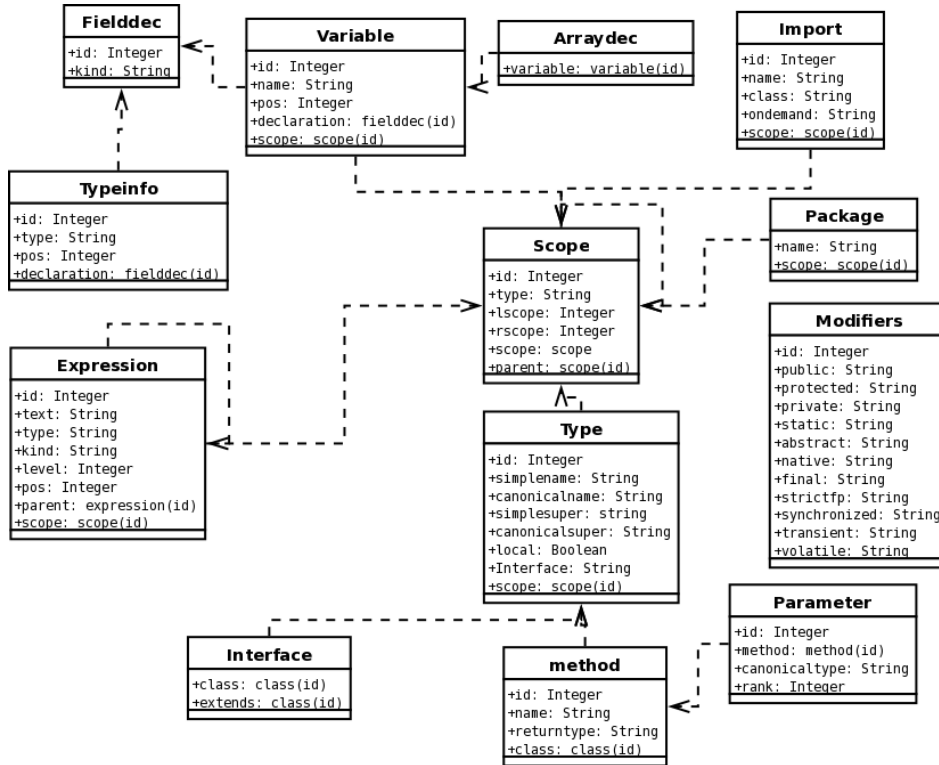 Fielddec
+id: Integer
+kind: String
Variable
+id: Integer
+name: String
+pos: Integer
+declaration: fielddec(id)
+scope: scope(id)
Arraydec
+variable: variable(id)
Import
+id: Integer
+name: String
+class: String
+ondemand: String
+scope: scope(id)
Typeinfo
+id: Integer
+type: String
+pos: Integer
+declaration: fielddec(id)
Scope
+id: Integer
+type: String
+lscope: Integer
+rscope: Integer
+scope: scope
+parent: scope(id)
Package
+name: String
+scope: scope(id)
Modifiers
+id: Integer
+public: String
+protected: String
+private: String
+static: String
+abstract: String
+native: String
+final: String
+strictfp: String
+synchronized: String
+transient: String
+volatile: String
Expression
+id: Integer
+text: String
+type: String
+kind: String
+level: Integer
+pos: Integer
+parent: expression(id)
+scope: scope(id)
Type
+id: Integer
+simplename: String
+canonicalname: String
+simplesuper: string
+canonicalsuper: String
+local: Boolean
+Interface: String
+scope: scope(id)
Interface
+class: class(id)
+extends: class(id)
method
+id: Integer
+name: String
+returntype: String
+class: class(id)
Parameter
+id: Integer
+method: method(id)
+canonicaltype: String
+rank: Integer